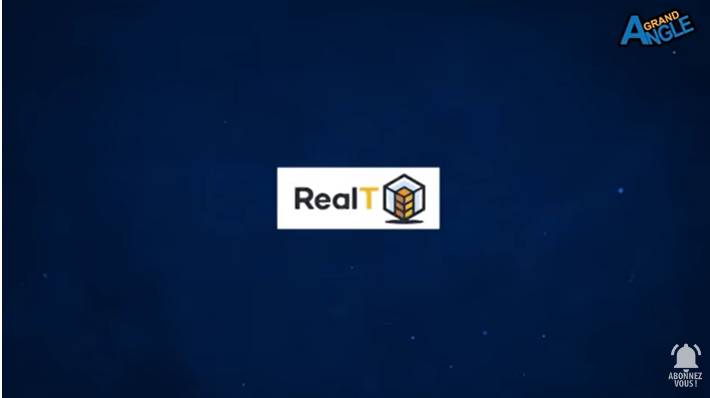 GRAND
ANGLE
RealT
ABONNEZ
VOUS !